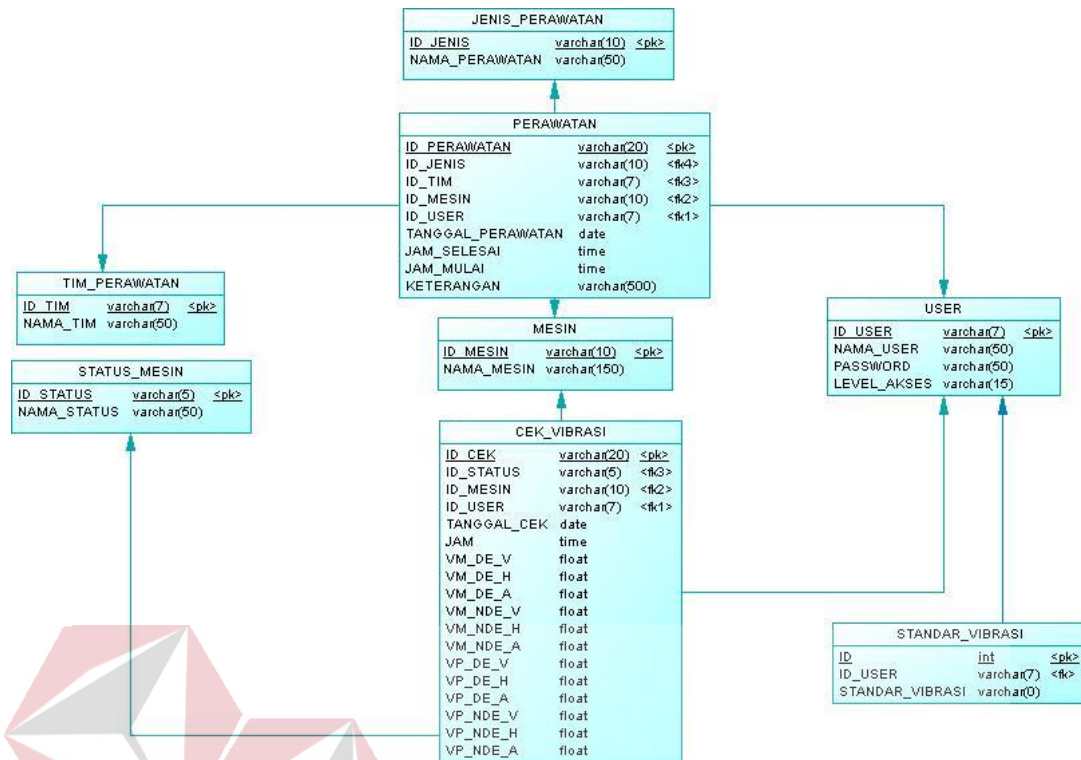 JENIS_PERAWATAN
ID_JENIS varchar(10) <pk>
NAMA_PERAWATAN varchar(50)
PERAWATAN
ID_PERAWATAN varchar(20) <pk>
ID_JENIS varchar(10) <fk4>
ID_TIM varchar(7) <fk3>
ID_MESIN varchar(10) <fk2>
ID_USER varchar(7) <fk1>
TANGGAL_PERAWATAN date
JAM_SELESAI time
JAM_MULAI time
KETERANGAN varchar(500)
TIM_PERAWATAN
ID_TIM varchar(7) <pk>
NAMA_TIM varchar(50)
MESIN
ID_MESIN varchar(10) <pk>
NAMA_MESIN varchar(150)
USER
ID_USER varchar(7) <pk>
NAMA_USER varchar(50)
PASSWORD varchar(50)
LEVEL_AKSES varchar(15)
STATUS_MESIN
ID_STATUS varchar(5) <pk>
NAMA_STATUS varchar(50)
CEK_VIBRASI
ID_CEK varchar(20) <pk>
ID_STATUS varchar(5) <fk3>
ID_MESIN varchar(10) <fk2>
ID_USER varchar(7) <fk1>
TANGGAL_CEK date
JAM time
VM_DE_V float
VM_DE_H float
VM_DE_A float
VM_NDE_V float
VM_NDE_H float
VM_NDE_A float
VP_DE_V float
VP_DE_H float
VP_DE_A float
VP_NDE_V float
VP_NDE_H float
VP_NDE_A float
STANDAR_VIBRASI
ID int <pk>
ID_USER varchar(7) <fk>
STANDAR_VIBRASI varchar(0)